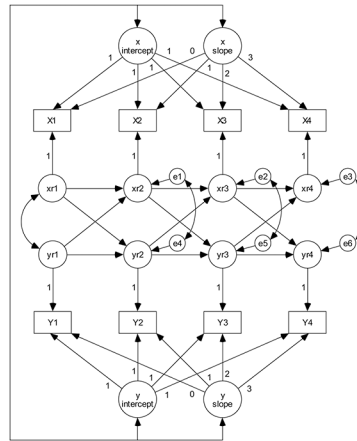 x
intercept
x
slope
1
1
1
1
0
1
2
3
X1
X2
X3
X4
1
1
1
1
xr1
xr2
e1
xr3
e2
xr4
e3
yr1
yr2
e4
yr3
e5
yr4
e6
1
1
1
1
Y1
Y2
Y3
Y4
1
1
1
1
0
1
2
3
y
intercept
y
slope